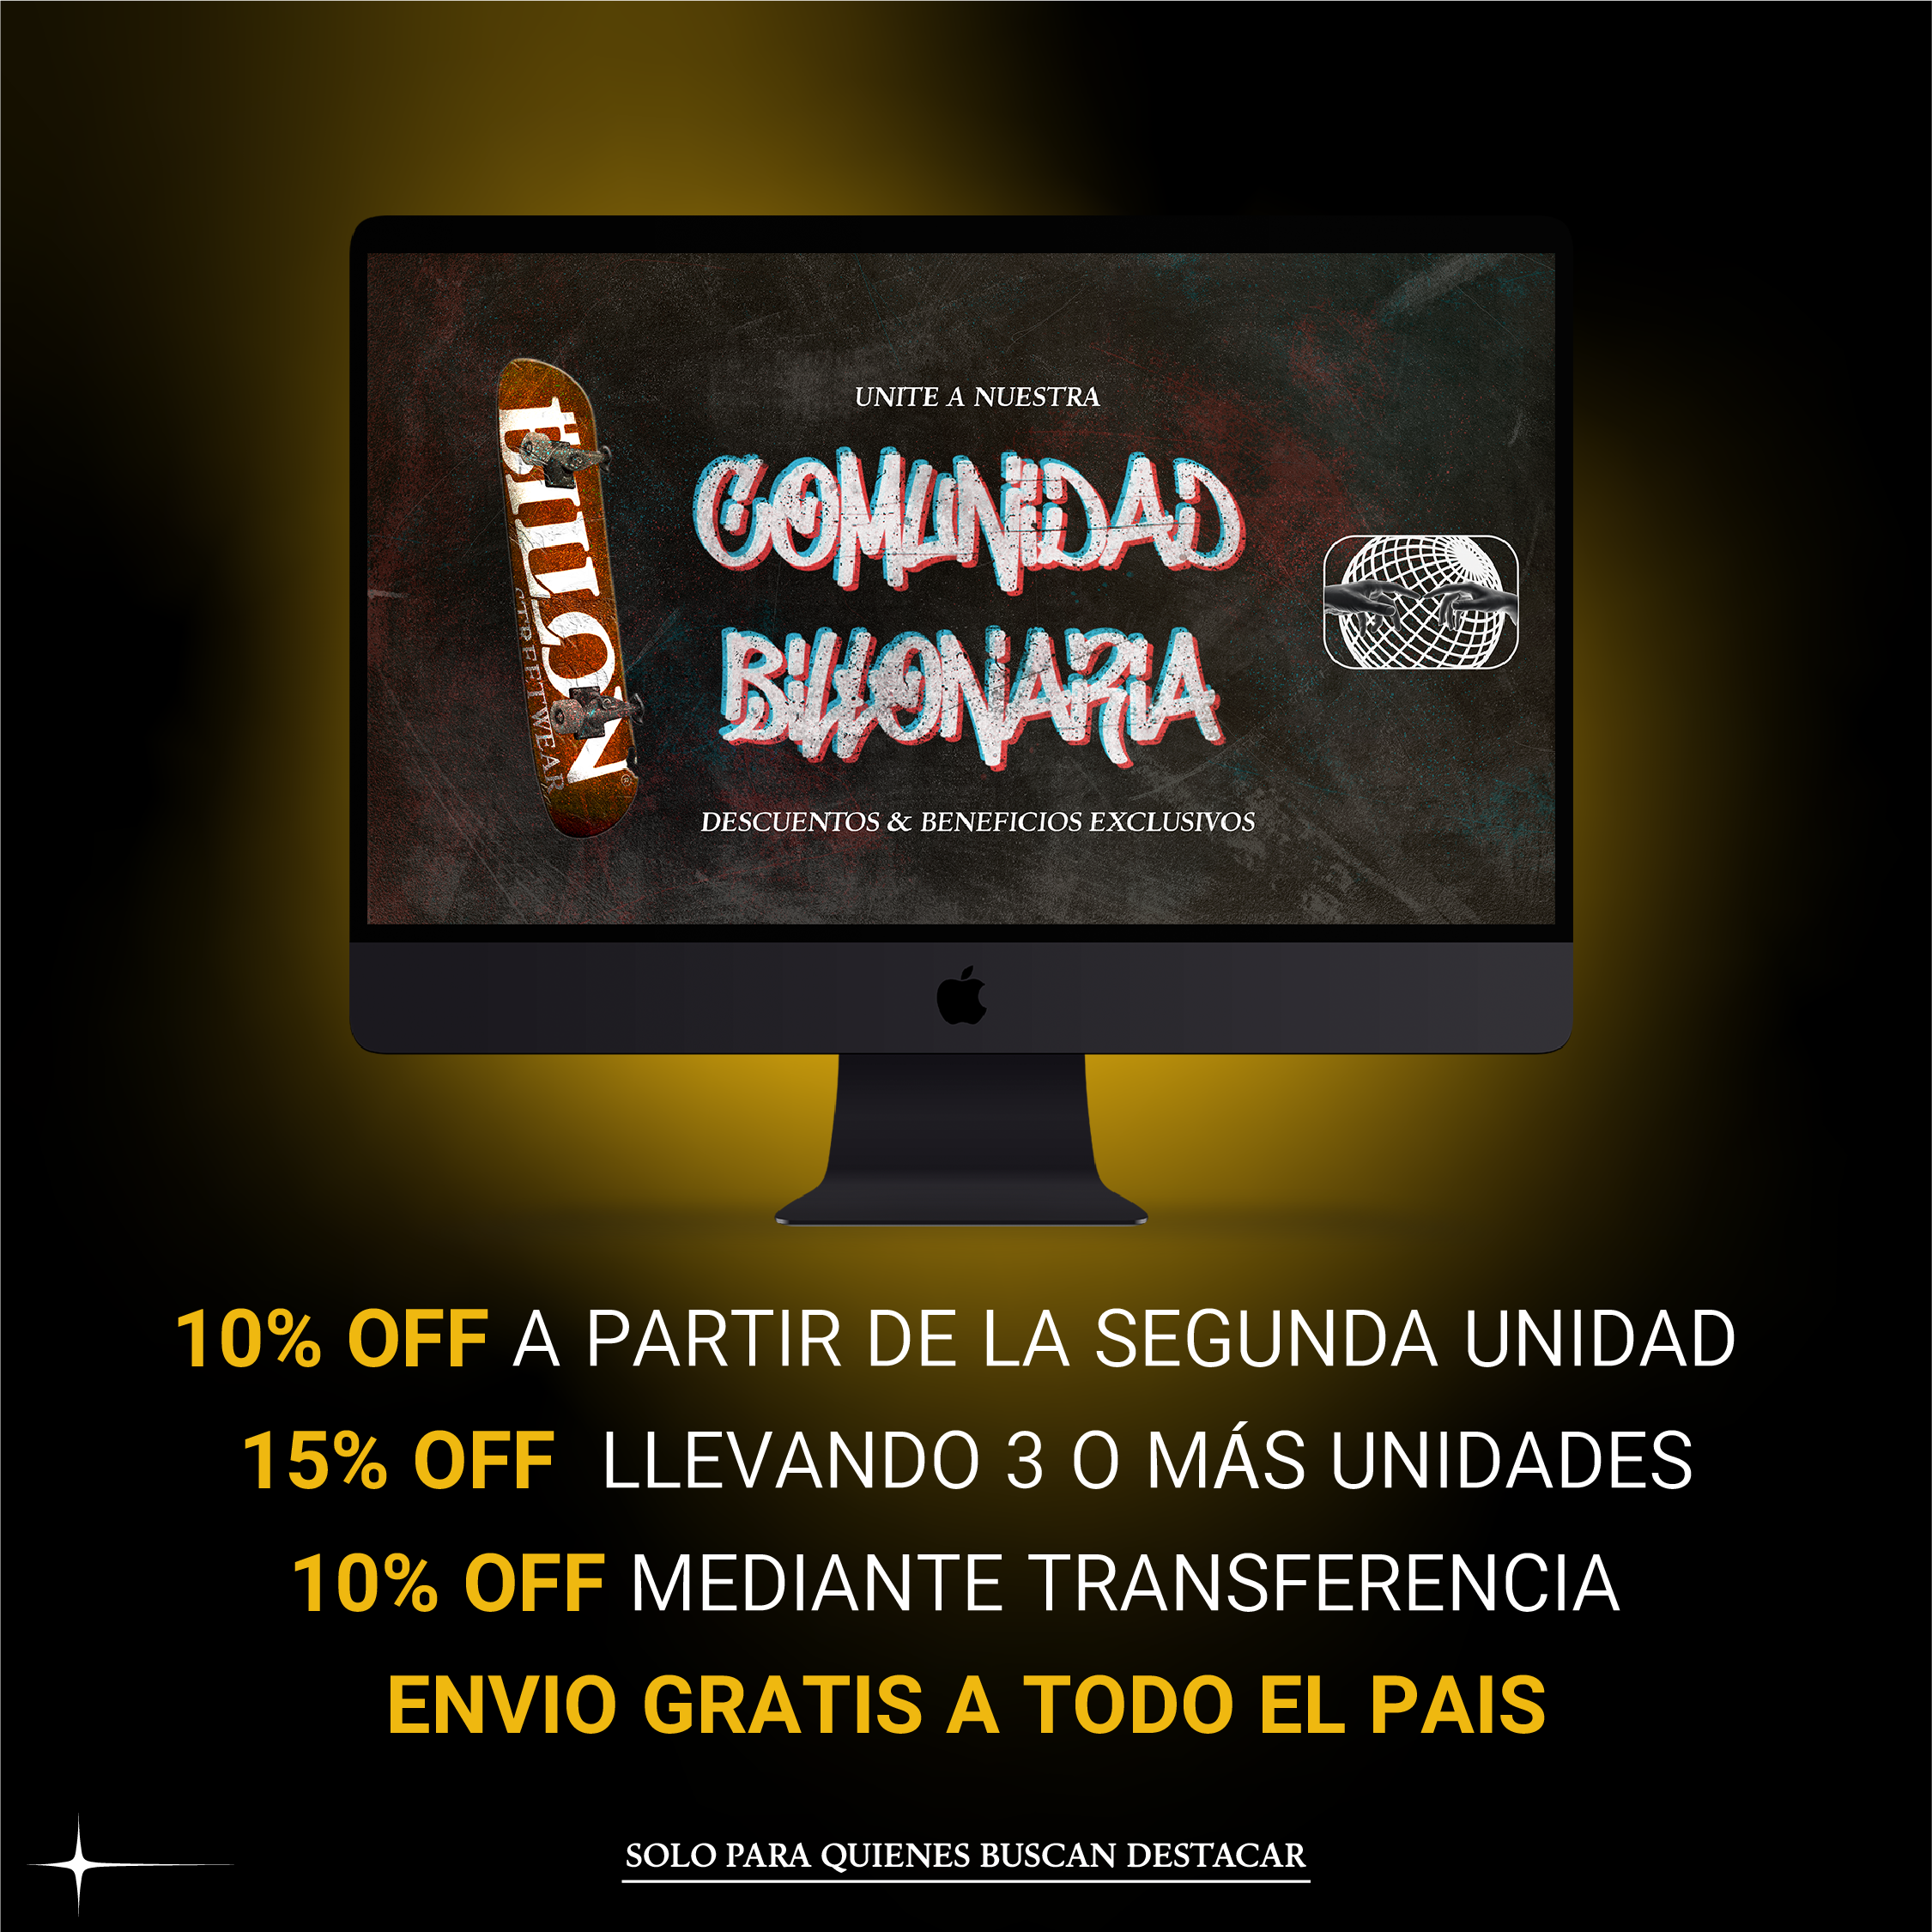 UNITE A NUESTRA
COMUNIDAD
BILLONARIA
BILLON
STREETWEAR
®
DESCUENTOS & BENEFICIOS EXCLUSIVOS
10% OFF A PARTIR DE LA SEGUNDA UNIDAD
15% OFF LLEVANDO 3 O MÁS UNIDADES
10% OFF MEDIANTE TRANSFERENCIA
ENVIO GRATIS A TODO EL PAIS
SOLO PARA QUIENES BUSCAN DESTACAR